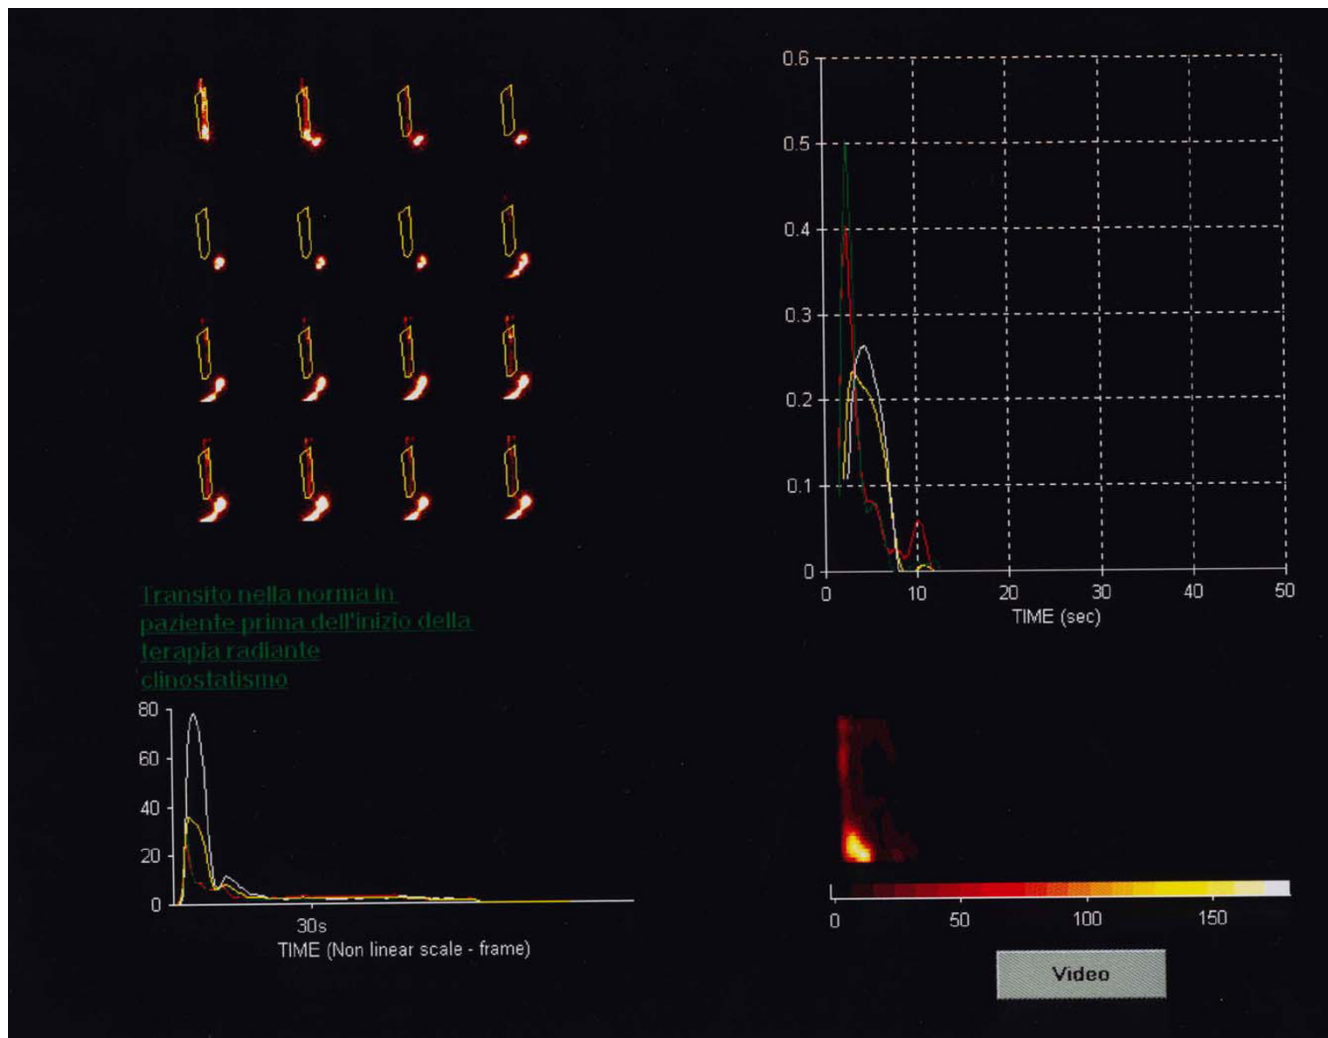 0.6
0.5
0.4
0.3
0.2
0.1
0
0 10 20 30 40 50
TIME (sec)
Transito nella norma in
paziente prima dell'inizio della
terapia radiante
clinostatismo
80
60
40
20
0
30s
TIME (Non linear scale - frame)
0 50 100 150
Video